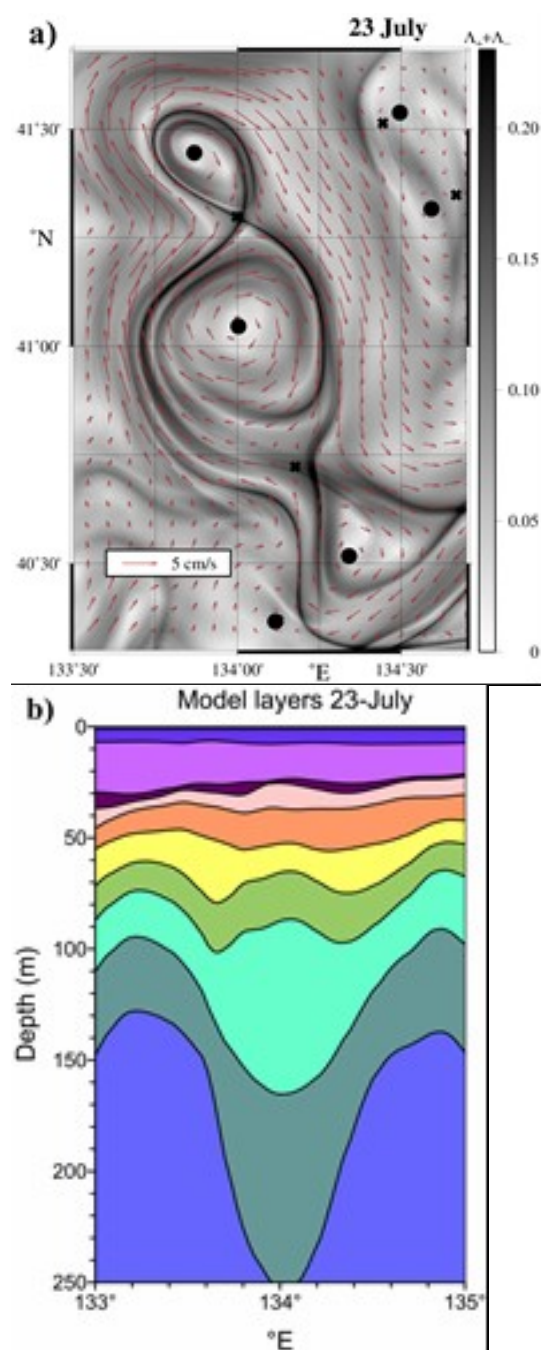 a) 23 July Λ₊+Λ₋
41˚30' 0.20
˚N 0.15
41˚00' 0.10
0.05
40˚30' 5 cm/s
0
133˚30' 134˚00' ˚E 134˚30'
b) Model layers 23-July
0
50
100
Depth (m)
150
200
250
133° 134° 135°
°E